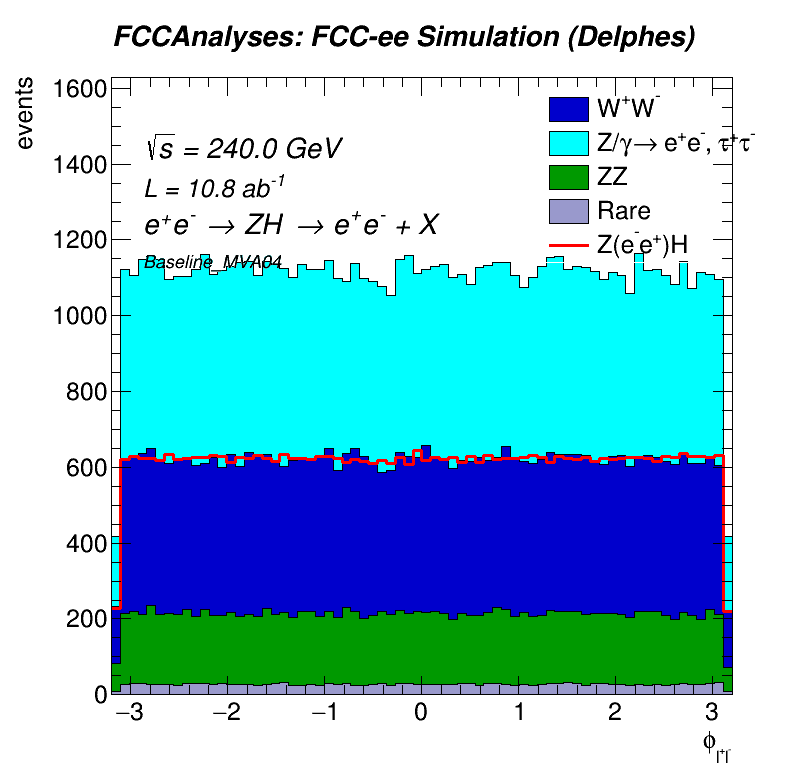 FCCAnalyses: FCC-ee Simulation (Delphes)
events
1600
1400
1200
1000
800
600
400
200
0
√s = 240.0 GeV
L = 10.8 ab⁻¹
e⁺e⁻ → ZH → e⁺e⁻ + X
Baseline_MVA04
W⁺W⁻
Z/γ→ e⁺e⁻, τ⁺τ⁻
ZZ
Rare
Z(e⁻e⁺)H
−3 −2 −1 0 1 2 3
ϕ_l⁺l⁻